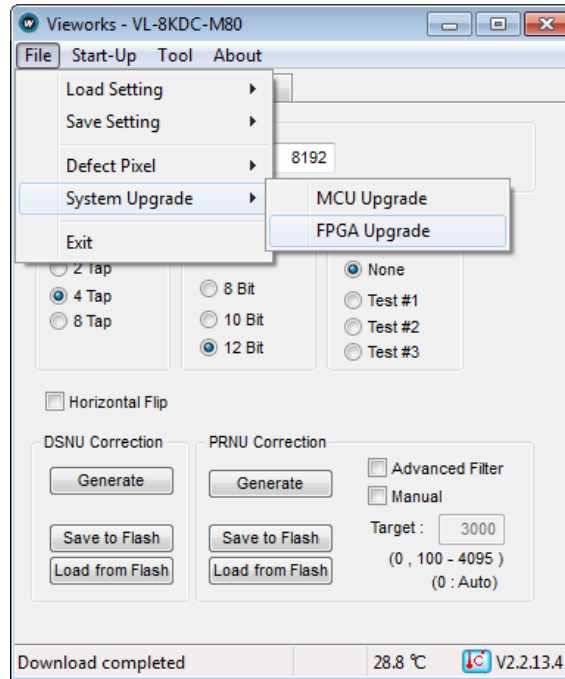 Vieworks - VL-8KDC-M80
File Start-Up Tool About
Load Setting
Save Setting
8192
Defect Pixel
System Upgrade
MCU Upgrade
FPGA Upgrade
Exit
2 Tap
4 Tap
8 Tap
8 Bit
10 Bit
12 Bit
None
Test #1
Test #2
Test #3
Horizontal Flip
DSNU Correction
Generate
Save to Flash
Load from Flash
PRNU Correction
Generate
Save to Flash
Load from Flash
Advanced Filter
Manual
Target : 3000
(0 , 100 - 4095 )
(0 : Auto)
Download completed 28.8 ℃ C V2.2.13.4